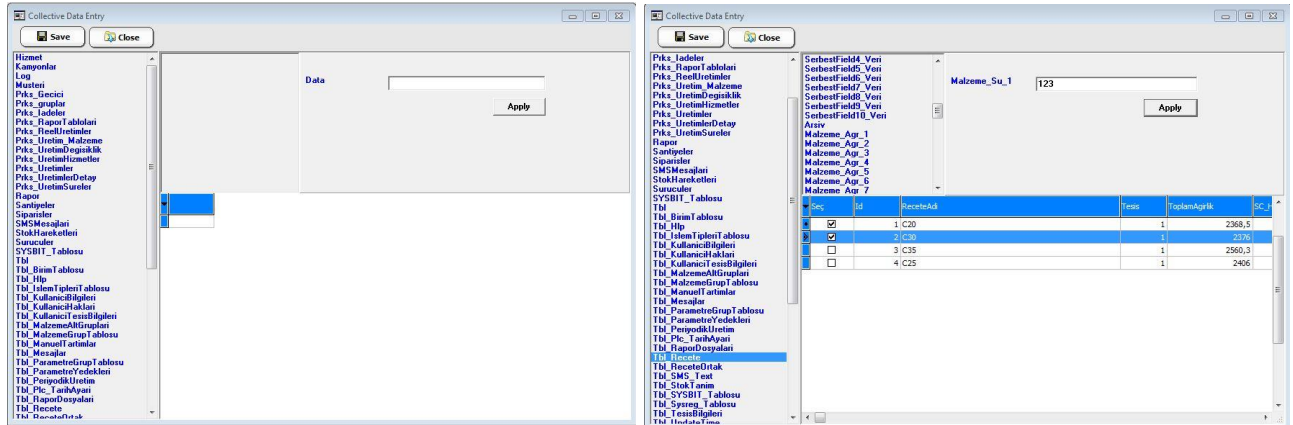 Collective Data Entry
Save Close
Hizmet
Kamyonlar
Log
Musteri
Prks_Gecici
Prks_gruplar
Prks_Iadeler
Prks_RaporTablolari
Prks_ReelUretimler
Prks_Uretim_Malzeme
Prks_UretimDegisiklik
Prks_UretimHizmetler
Prks_Uretimler
Prks_UretimlerDetay
Prks_UretimSureler
Rapor
Santiyeler
Siparisler
SMSMesajlari
StokHareketleri
Suruculer
SYSBIT_Tablosu
Tbl
Tbl_BirimTablosu
Tbl_Hlp
Tbl_IslemTipleriTablosu
Tbl_KullaniciBilgileri
Tbl_KullaniciHaklari
Tbl_KullaniciTesisBilgileri
Tbl_MalzemeAltGruplari
Tbl_MalzemeGrupTablosu
Tbl_ManuelTartimlar
Tbl_Mesajlar
Tbl_ParametreGrupTablosu
Tbl_ParametreYedekleri
Tbl_PeriyodikUretim
Tbl_Plc_TarihAyari
Tbl_RaporDosyalari
Tbl_Recete
Tbl_ReceteOrtak
Data
Apply
Collective Data Entry
Save Close
Prks_Iadeler
Prks_RaporTablolari
Prks_ReelUretimler
Prks_Uretim_Malzeme
Prks_UretimDegisiklik
Prks_UretimHizmetler
Prks_Uretimler
Prks_UretimlerDetay
Prks_UretimSureler
Rapor
Santiyeler
Siparisler
SMSMesajlari
StokHareketleri
Suruculer
SYSBIT_Tablosu
Tbl
Tbl_BirimTablosu
Tbl_Hlp
Tbl_IslemTipleriTablosu
Tbl_KullaniciBilgileri
Tbl_KullaniciHaklari
Tbl_KullaniciTesisBilgileri
Tbl_MalzemeAltGruplari
Tbl_MalzemeGrupTablosu
Tbl_ManuelTartimlar
Tbl_Mesajlar
Tbl_ParametreGrupTablosu
Tbl_ParametreYedekleri
Tbl_PeriyodikUretim
Tbl_Plc_TarihAyari
Tbl_RaporDosyalari
Tbl_Recete
Tbl_ReceteOrtak
Tbl_SMS_Text
Tbl_StokTanim
Tbl_SYSBIT_Tablosu
Tbl_Sysreg_Tablosu
Tbl_TesisBilgileri
Tbl_UpdateTime
SerbestField4_Veri
SerbestField5_Veri
SerbestField6_Veri
SerbestField7_Veri
SerbestField8_Veri
SerbestField9_Veri
SerbestField10_Veri
Arsiv
Malzeme_Agr_1
Malzeme_Agr_2
Malzeme_Agr_3
Malzeme_Agr_4
Malzeme_Agr_5
Malzeme_Agr_6
Malzeme_Agr_7
Malzeme_Su_1 123
Apply
Seç Id ReceteAdi Tesis ToplamAgirlik
1 C20 1 2368,5
2 C30 1 2376
3 C35 1 2560,3
4 C25 1 2406